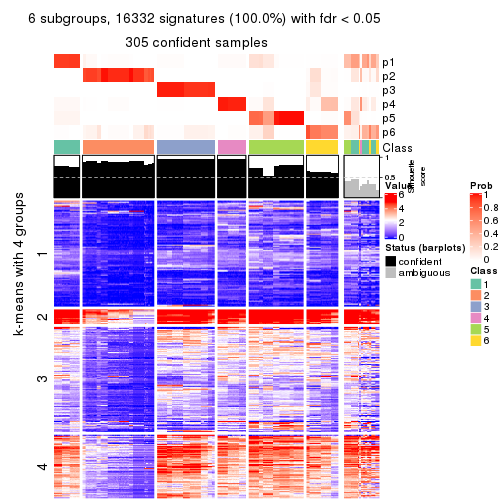 6 subgroups, 16332 signatures (100.0%) with fdr < 0.05
305 confident samples
p1
p2
p3
p4
p5
p6
Class
1
0.5
0
Silhouette
score
k-means with 4 groups
1
2
3
4
Value
6
4
2
0
Status (barplots)
confident
ambiguous
Prob
1
0.8
0.6
0.4
0.2
0
Class
1
2
3
4
5
6